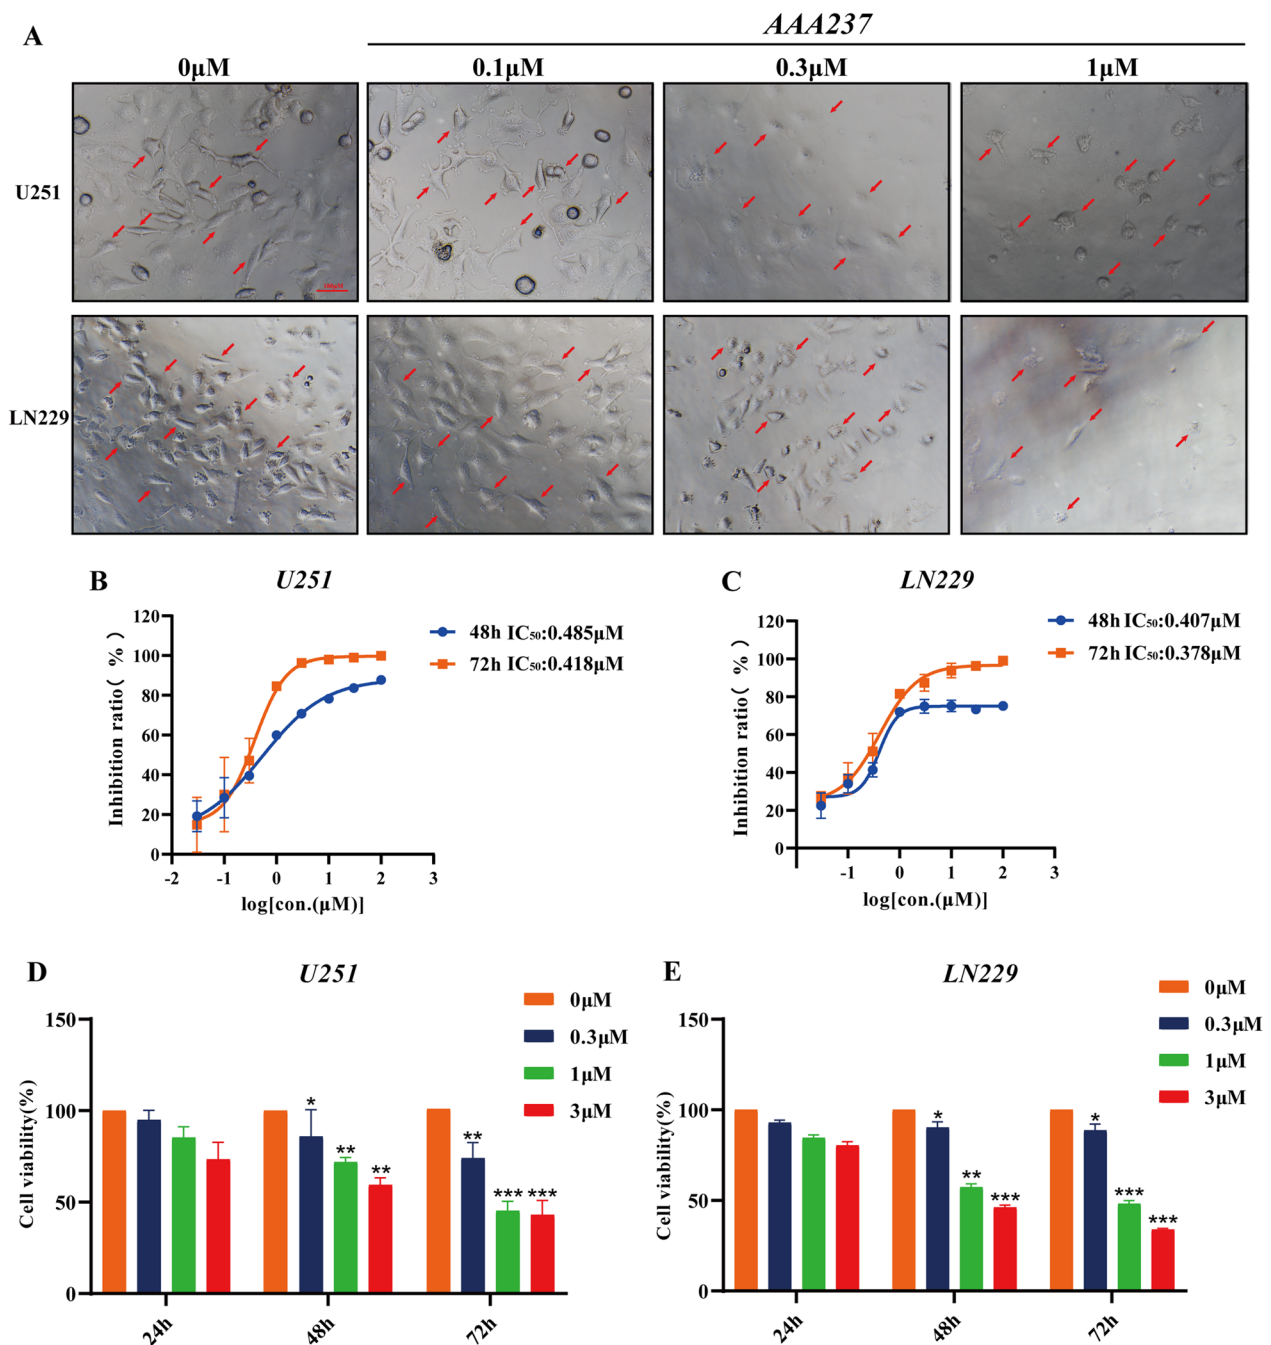 A
AAA237
0μM 0.1μM 0.3μM 1μM
U251
LN229
B U251
Inhibition ratio( %)
120
100
80
60
40
20
0
-2 -1 0 1 2 3
log[con.(μM)]
48h IC₅₀:0.485μM
72h IC₅₀:0.418μM
C LN229
Inhibition ratio( %)
120
100
80
60
40
20
0
-1 0 1 2 3
log[con.(μM)]
48h IC₅₀:0.407μM
72h IC₅₀:0.378μM
D U251
Cell viability(%)
150
100
50
0
* ** **
** *** ***
24h 48h 72h
0μM
0.3μM
1μM
3μM
E LN229
Cell viability(%)
150
100
50
0
* ** ***
* *** ***
24h 48h 72h
0μM
0.3μM
1μM
3μM